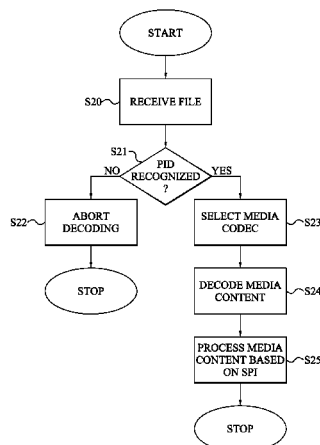 START
S20
RECEIVE FILE
S21
PID
RECOGNIZED
?
NO
YES
S22
ABORT
DECODING
SELECT MEDIA
CODEC
S23
STOP
DECODE MEDIA
CONTENT
S24
PROCESS MEDIA
CONTENT BASED
ON SPI
S25
STOP